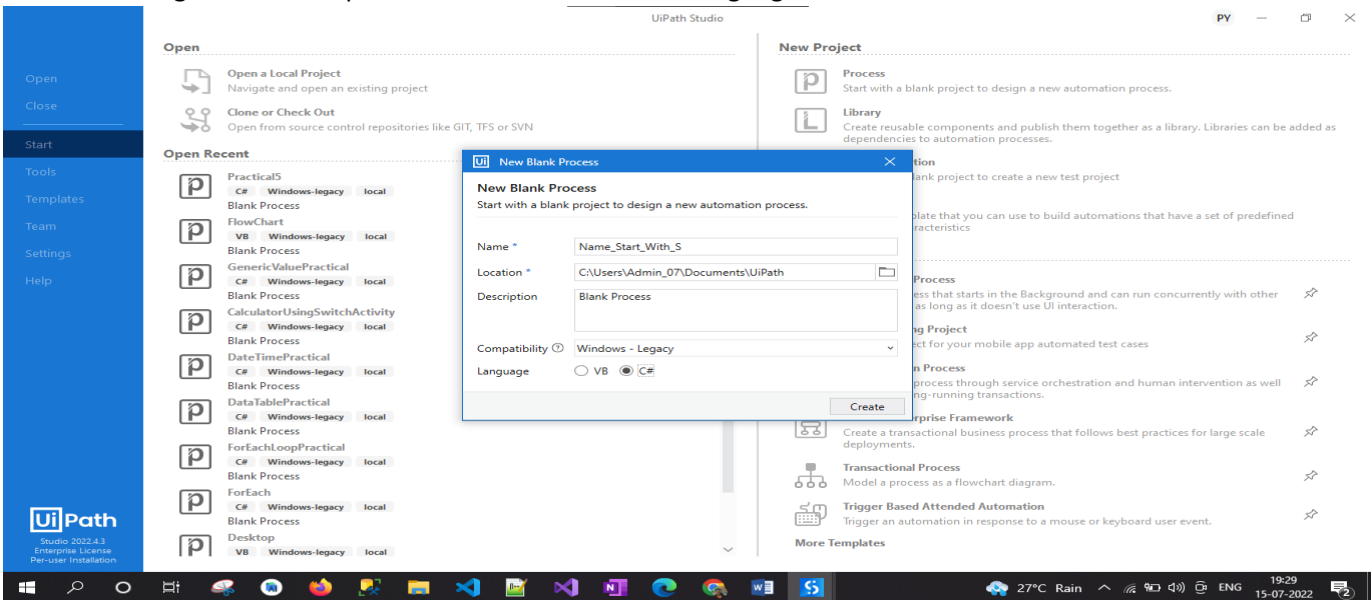 UiPath Studio
PY
Open
Close
Start
Tools
Templates
Team
Settings
Help
UiPath
Studio 2022.4.3
Enterprise License
Per-user Installation
Open
Open a Local Project
Navigate and open an existing project
Clone or Check Out
Open from source control repositories like GIT, TFS or SVN
Open Recent
Practical5
C# Windows-legacy local
Blank Process
FlowChart
VB Windows-legacy local
Blank Process
GenericValuePractical
C# Windows-legacy local
Blank Process
CalculatorUsingSwitchActivity
C# Windows-legacy local
Blank Process
DateTimePractical
C# Windows-legacy local
Blank Process
DataTablePractical
C# Windows-legacy local
Blank Process
ForEachLoopPractical
C# Windows-legacy local
Blank Process
ForEach
C# Windows-legacy local
Blank Process
Desktop
VB Windows-legacy local
Ui New Blank Process
New Blank Process
Start with a blank project to design a new automation process.
Name * Name_Start_With_S
Location * C:\Users\Admin_07\Documents\UiPath
Description Blank Process
Compatibility Windows - Legacy
Language VB C#
Create
New Project
Process
Start with a blank project to design a new automation process.
Library
Create reusable components and publish them together as a library. Libraries can be added as
dependencies to automation processes.
tion
lank project to create a new test project
plate that you can use to build automations that have a set of predefined
racteristics
Process
ess that starts in the Background and can run concurrently with other
as long as it doesn't use UI interaction.
ng Project
ect for your mobile app automated test cases
n Process
process through service orchestration and human intervention as well
ng-running transactions.
rprise Framework
Create a transactional business process that follows best practices for large scale
deployments.
Transactional Process
Model a process as a flowchart diagram.
Trigger Based Attended Automation
Trigger an automation in response to a mouse or keyboard user event.
More Templates
27°C Rain ENG 19:29
15-07-2022
2